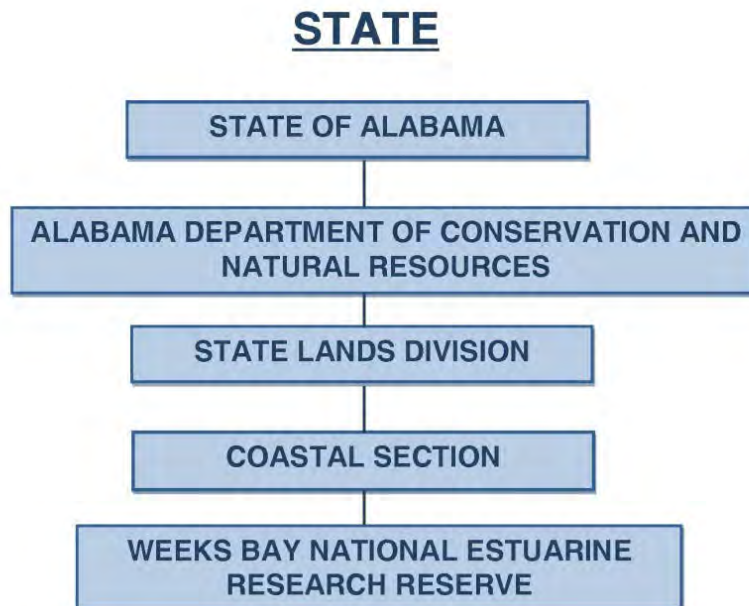 STATE
STATE OF ALABAMA
ALABAMA DEPARTMENT OF CONSERVATION AND
NATURAL RESOURCES
STATE LANDS DIVISION
COASTAL SECTION
WEEKS BAY NATIONAL ESTUARINE
RESEARCH RESERVE